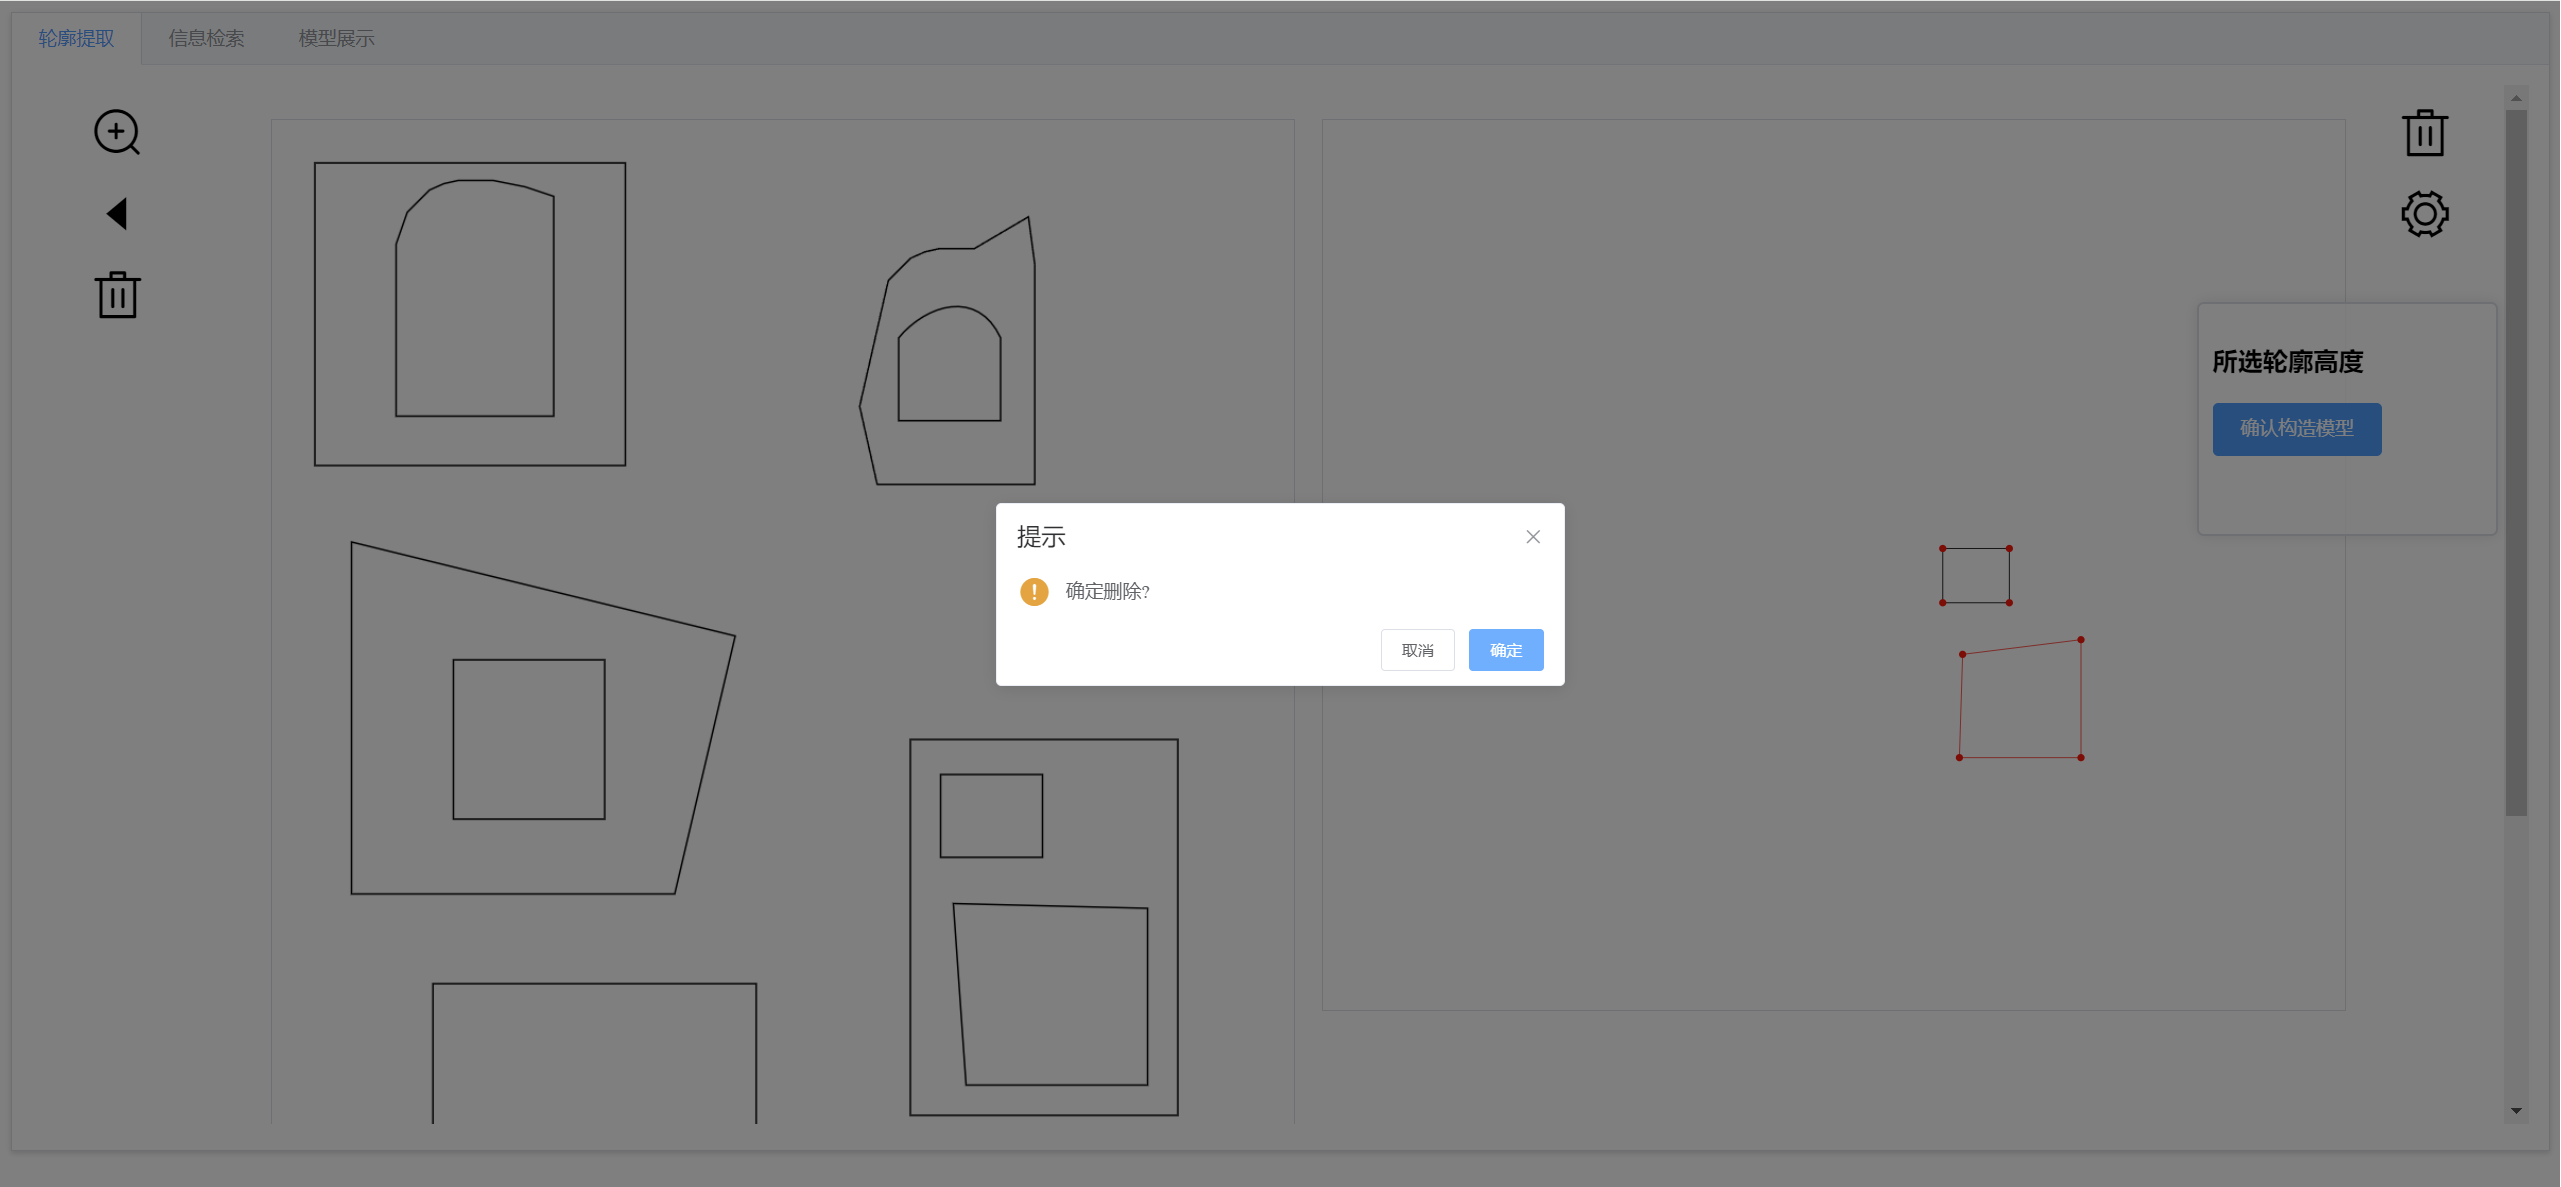 轮廓提取
信息检索
模型展示
所选轮廓高度
确认构造模型
提示
确定删除?
取消
确定